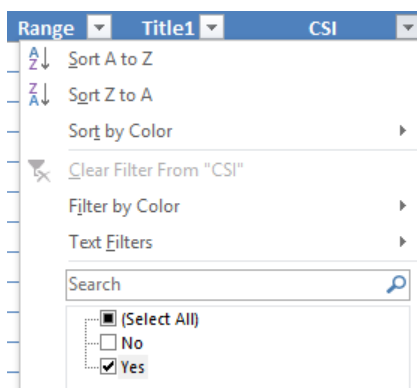 Range Title1 CSI
Sort A to Z
Sort Z to A
Sort by Color
Clear Filter From "CSI"
Filter by Color
Text Filters
Search
(Select All)
No
Yes